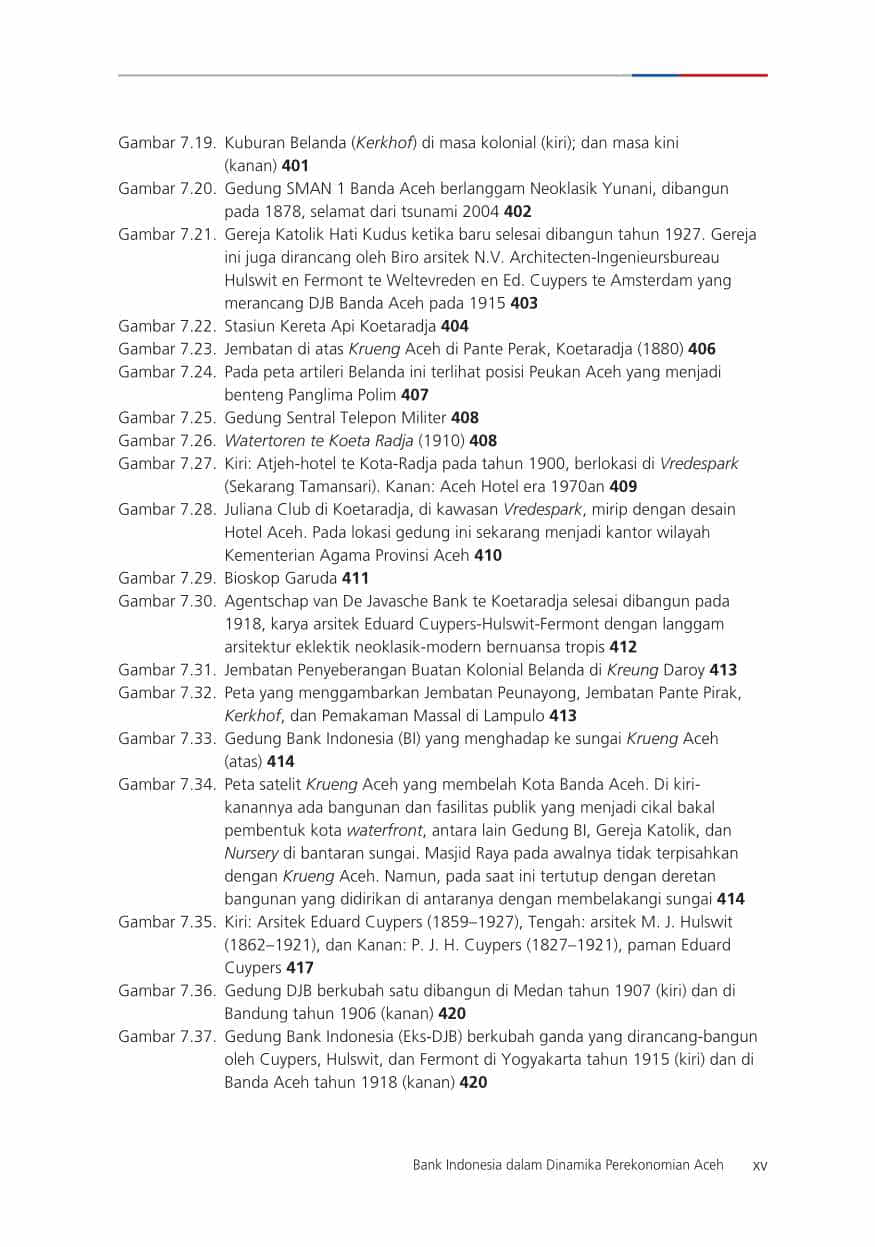 Gambar 7.19. Kuburan Belanda (Kerkhof) di masa kolonial (kiri); dan masa kini
(kanan) 401
Gambar 7.20. Gedung SMAN 1 Banda Aceh berlanggam Neoklasik Yunani, dibangun
pada 1878, selamat dari tsunami 2004 402
Gambar 7.21. Gereja Katolik Hati Kudus ketika baru selesai dibangun tahun 1927. Gereja
ini juga dirancang oleh Biro arsitek N.V. Architecten-Ingenieursbureau
Hulswit en Fermont te Weltevreden en Ed. Cuypers te Amsterdam yang
merancang DJB Banda Aceh pada 1915 403
Gambar 7.22. Stasiun Kereta Api Koetaradja 404
Gambar 7.23. Jembatan di atas Krueng Aceh di Pante Perak, Koetaradja (1880) 406
Gambar 7.24. Pada peta artileri Belanda ini terlihat posisi Peukan Aceh yang menjadi
benteng Panglima Polim 407
Gambar 7.25. Gedung Sentral Telepon Militer 408
Gambar 7.26. Watertoren te Koeta Radja (1910) 408
Gambar 7.27. Kiri: Atjeh-hotel te Kota-Radja pada tahun 1900, berlokasi di Vredespark
(Sekarang Tamansari). Kanan: Aceh Hotel era 1970an 409
Gambar 7.28. Juliana Club di Koetaradja, di kawasan Vredespark, mirip dengan desain
Hotel Aceh. Pada lokasi gedung ini sekarang menjadi kantor wilayah
Kementerian Agama Provinsi Aceh 410
Gambar 7.29. Bioskop Garuda 411
Gambar 7.30. Agentschap van De Javasche Bank te Koetaradja selesai dibangun pada
1918, karya arsitek Eduard Cuypers-Hulswit-Fermont dengan langgam
arsitektur eklektik neoklasik-modern bernuansa tropis 412
Gambar 7.31. Jembatan Penyeberangan Buatan Kolonial Belanda di Kreung Daroy 413
Gambar 7.32. Peta yang menggambarkan Jembatan Peunayong, Jembatan Pante Pirak,
Kerkhof, dan Pemakaman Massal di Lampulo 413
Gambar 7.33. Gedung Bank Indonesia (BI) yang menghadap ke sungai Krueng Aceh
(atas) 414
Gambar 7.34. Peta satelit Krueng Aceh yang membelah Kota Banda Aceh. Di kiri-
kanannya ada bangunan dan fasilitas publik yang menjadi cikal bakal
pembentuk kota waterfront, antara lain Gedung BI, Gereja Katolik, dan
Nursery di bantaran sungai. Masjid Raya pada awalnya tidak terpisahkan
dengan Krueng Aceh. Namun, pada saat ini tertutup dengan deretan
bangunan yang didirikan di antaranya dengan membelakangi sungai 414
Gambar 7.35. Kiri: Arsitek Eduard Cuypers (1859–1927), Tengah: arsitek M. J. Hulswit
(1862–1921), dan Kanan: P. J. H. Cuypers (1827–1921), paman Eduard
Cuypers 417
Gambar 7.36. Gedung DJB berkubah satu dibangun di Medan tahun 1907 (kiri) dan di
Bandung tahun 1906 (kanan) 420
Gambar 7.37. Gedung Bank Indonesia (Eks-DJB) berkubah ganda yang dirancang-bangun
oleh Cuypers, Hulswit, dan Fermont di Yogyakarta tahun 1915 (kiri) dan di
Banda Aceh tahun 1918 (kanan) 420
Bank Indonesia dalam Dinamika Perekonomian Aceh xv